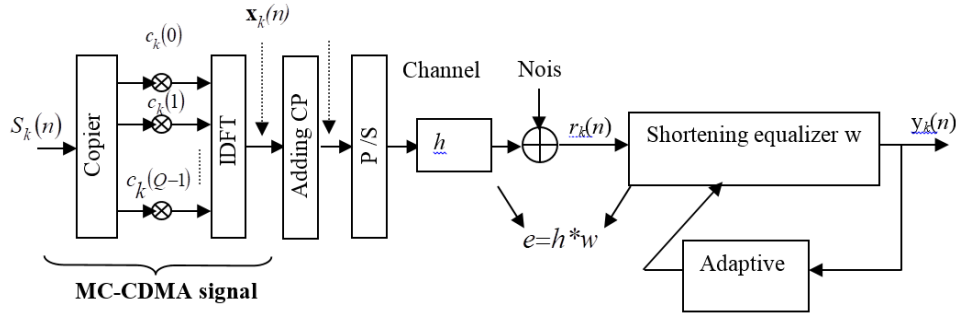 x_k(n)
c_k(0)
Channel
Nois
S_k(n)
Copier
c_k(1)
IDFT
Adding CP
P /S
h
r_k(n)
Shortening equalizer w
y_k(n)
c_k(Q-1)
e=h*w
Adaptive
MC-CDMA signal